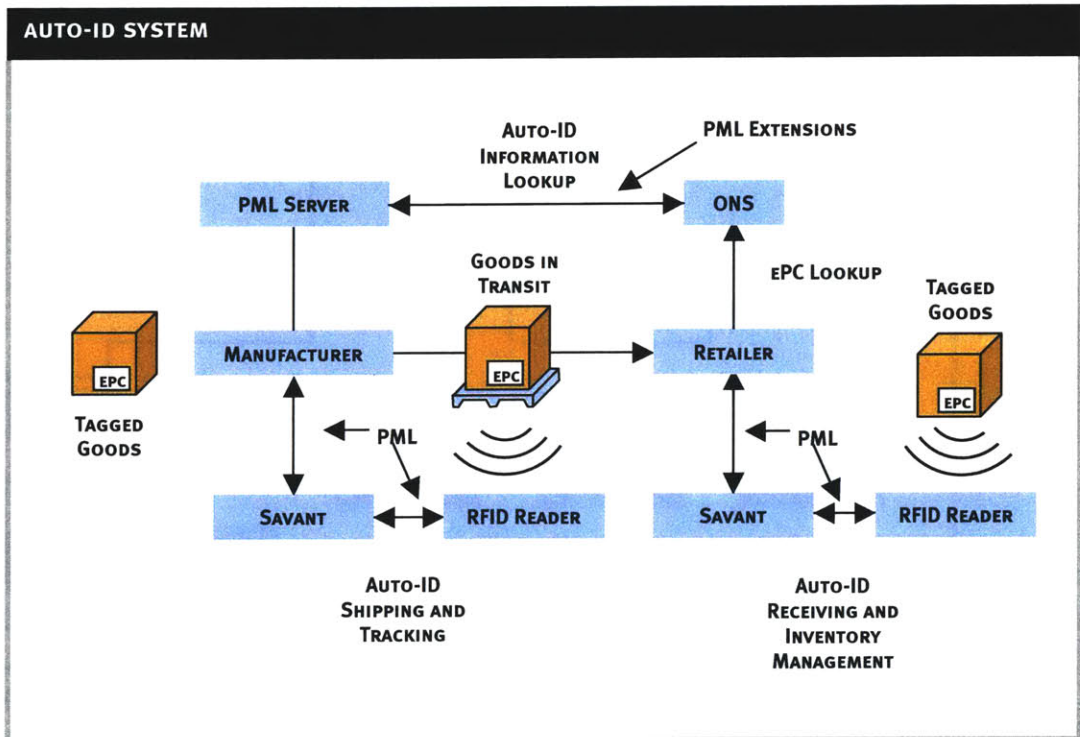 AUTO-ID SYSTEM
AUTO-ID
INFORMATION
LOOKUP
PML EXTENSIONS
PML SERVER
ONS
GOODS IN
TRANSIT
ePC LOOKUP
TAGGED
GOODS
MANUFACTURER
RETAILER
EPC
EPC
EPC
TAGGED
GOODS
PML
PML
SAVANT
RFID READER
SAVANT
RFID READER
AUTO-ID
SHIPPING AND
TRACKING
AUTO-ID
RECEIVING AND
INVENTORY
MANAGEMENT